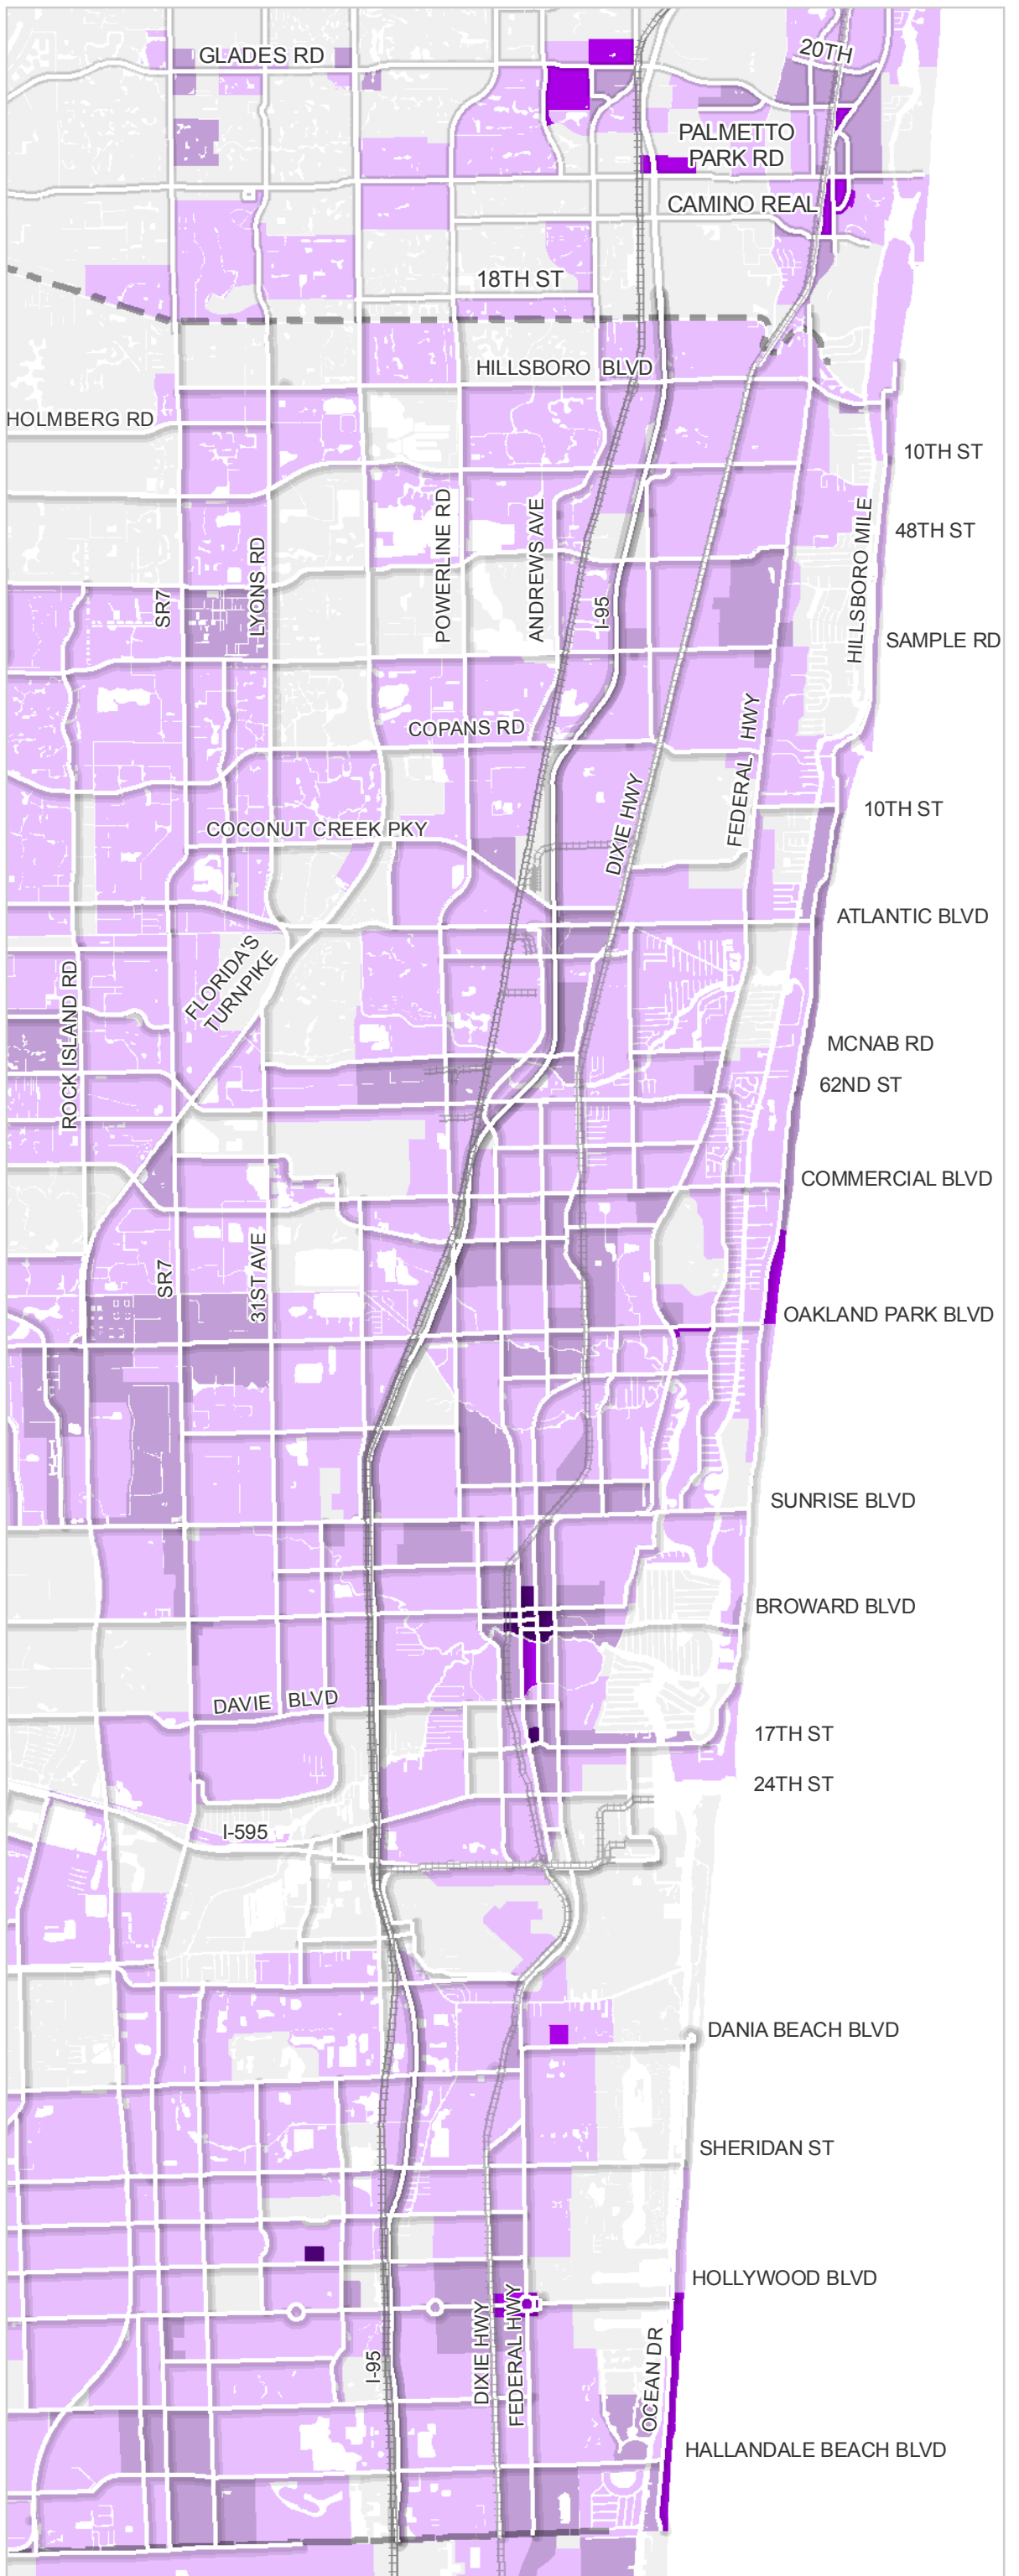 GLADES RD
20TH
PALMETTO
PARK RD
CAMINO REAL
18TH ST
HILLSBORO BLVD
HOLMBERG RD
10TH ST
POWERLINE RD
ANDREWS AVE
HILLSBORO MILE
48TH ST
SR7
LYONS RD
I-95
SAMPLE RD
COPANS RD
FEDERAL HWY
DIXIE HWY
10TH ST
COCONUT CREEK PKY
ATLANTIC BLVD
FLORIDA'S
TURNPIKE
ROCK ISLAND RD
MCNAB RD
62ND ST
COMMERCIAL BLVD
SR7
31ST AVE
OAKLAND PARK BLVD
SUNRISE BLVD
BROWARD BLVD
DAVIE BLVD
17TH ST
24TH ST
I-595
DANIA BEACH BLVD
SHERIDAN ST
HOLLYWOOD BLVD
I-95
DIXIE HWY
FEDERAL HWY
OCEAN DR
HALLANDALE BEACH BLVD